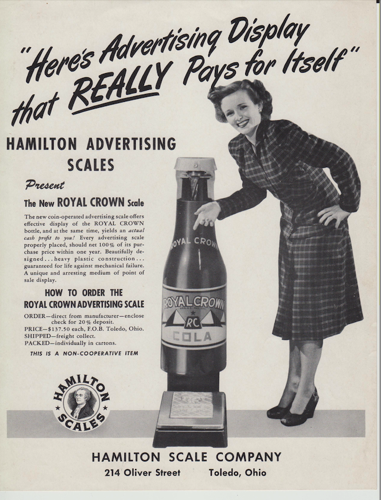 "Here's Advertising Display
that REALLY Pays for Itself"
HAMILTON ADVERTISING
SCALES
Present
The New ROYAL CROWN Scale
The new coin-operated advertising scale offers
effective display of the ROYAL CROWN
bottle, and at the same time, yields an actual
cash profit to you! Every advertising scale
properly placed, should net 100% of its pur-
chase price within one year. Beautifully de-
signed...heavy plastic construction...
guaranteed for life against mechanical failure.
A unique and arresting medium of point of
sale display.
HOW TO ORDER THE
ROYAL CROWN ADVERTISING SCALE
ORDER—direct from manufacturer—enclose
check for 20% deposit.
PRICE—$137.50 each, F.O.B. Toledo, Ohio.
SHIPPED—freight collect.
PACKED—individually in cartons.
THIS IS A NON-COOPERATIVE ITEM
ROYAL CROWN
ROYAL CROWN
RC
COLA
HAMILTON
SCALES
HAMILTON SCALE COMPANY
214 Oliver Street Toledo, Ohio